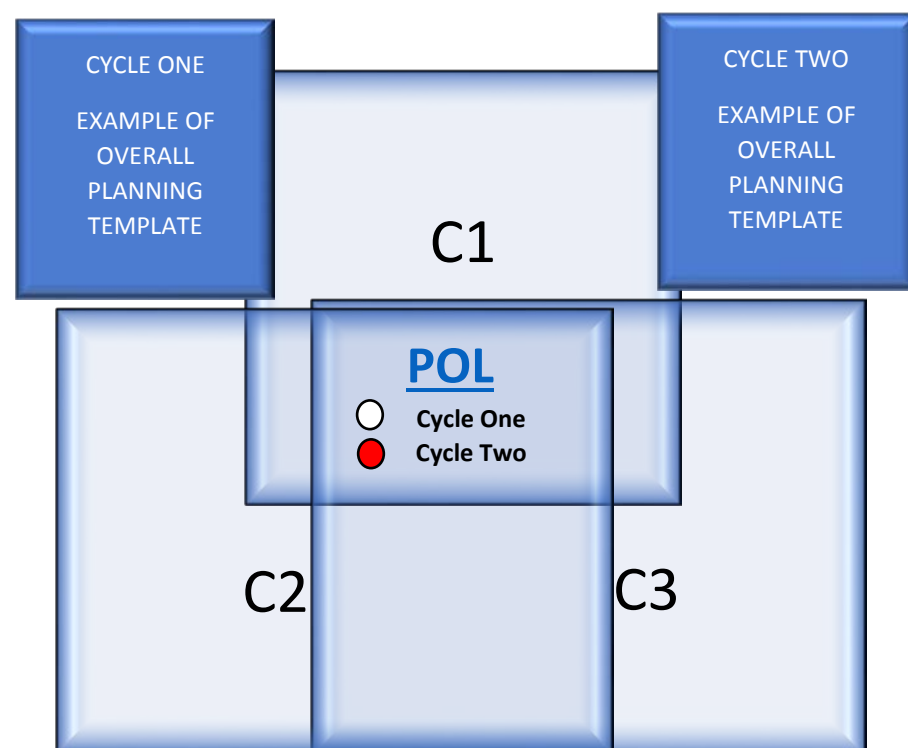 CYCLE ONE
EXAMPLE OF
OVERALL
PLANNING
TEMPLATE
CYCLE TWO
EXAMPLE OF
OVERALL
PLANNING
TEMPLATE
C1
POL
Cycle One
Cycle Two
C2
C3